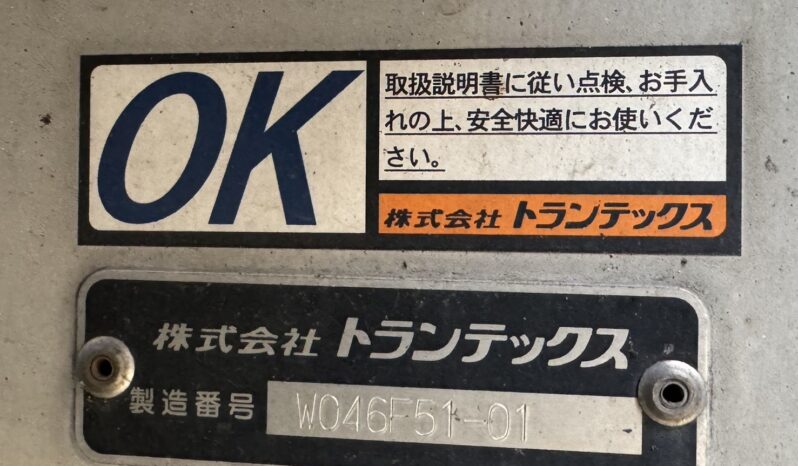 OK
取扱説明書に従い点検、お手入
れの上、安全快適にお使いくだ
さい。
株式会社 トランテックス
株式会社 トランテックス
製造番号 W046F51-01